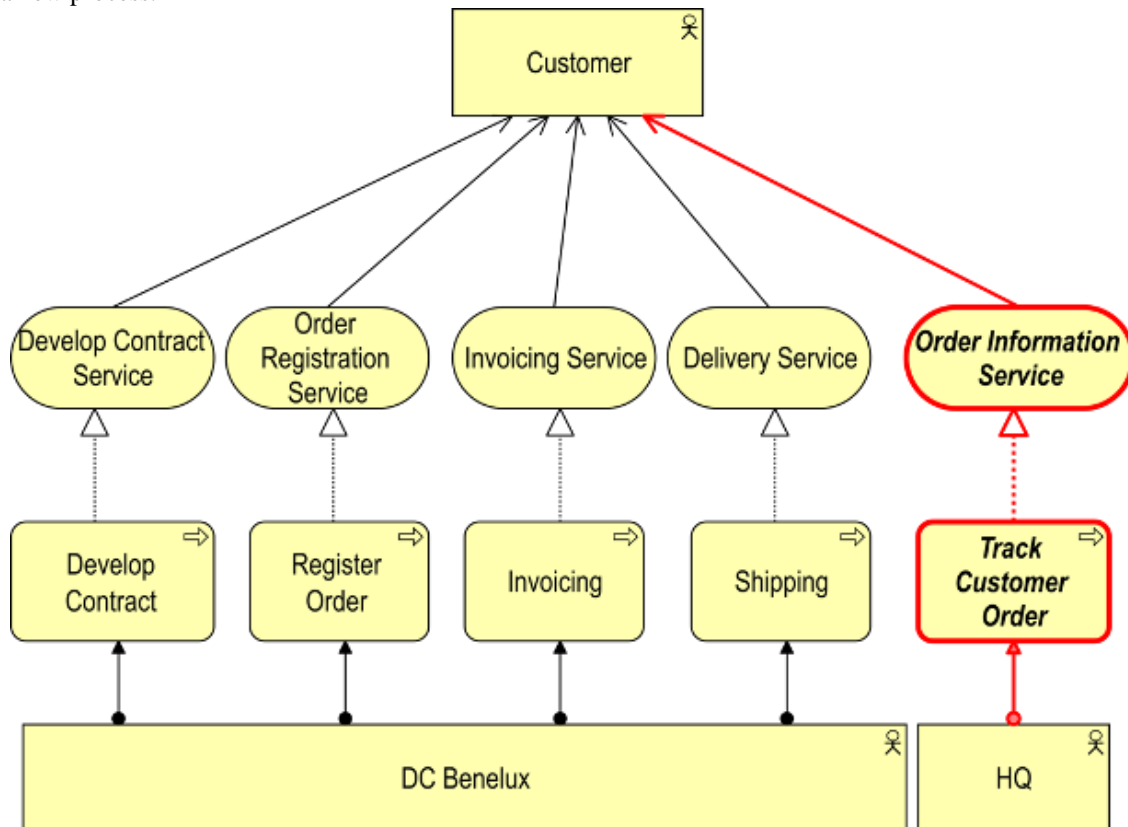 Customer
Develop Contract
Service
Order
Registration
Service
Invoicing Service
Delivery Service
Order Information
Service
Develop
Contract
Register
Order
Invoicing
Shipping
Track
Customer
Order
DC Benelux
HQ